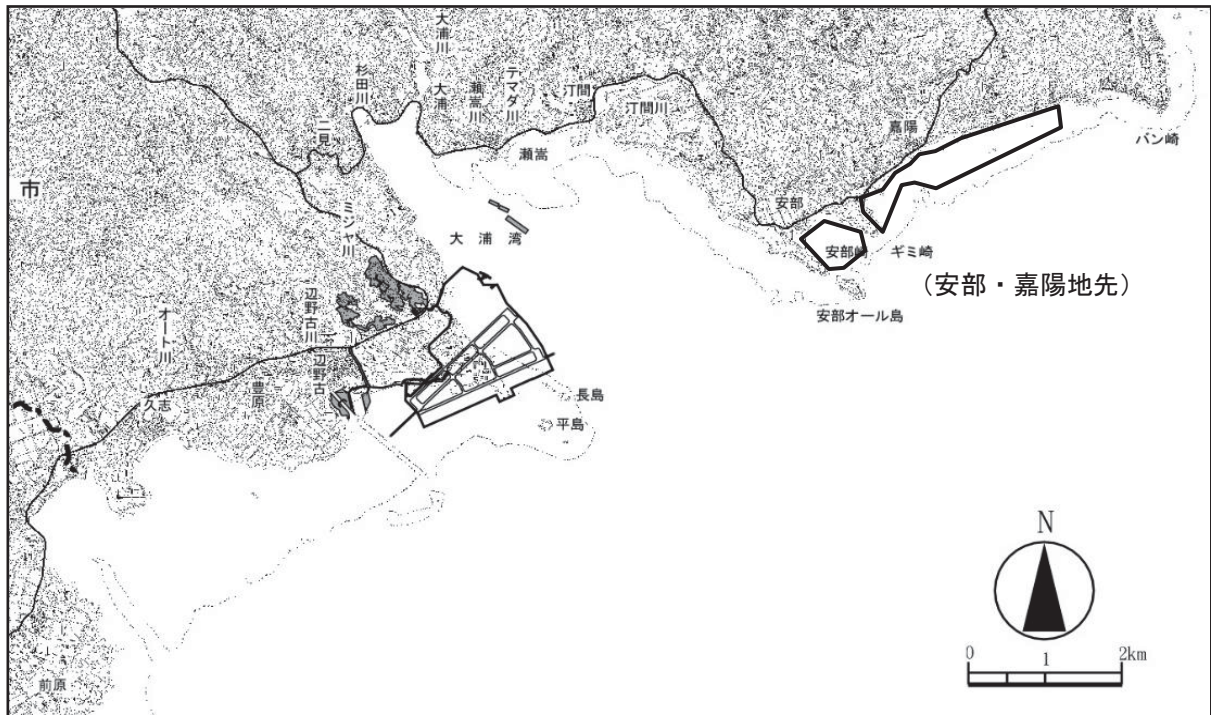 大浦川
杉田川
大浦
瀬嵩川
テマダ川
汀間
汀間川
二見
瀬嵩
嘉陽
バン崎
市
ミジャ川
大浦湾
安部
安部崎
ギミ崎
(安部・嘉陽地先)
安部オール島
辺野古川
オート川
辺野古
豊原
久志
長島
平島
前原
N
0 1 2km